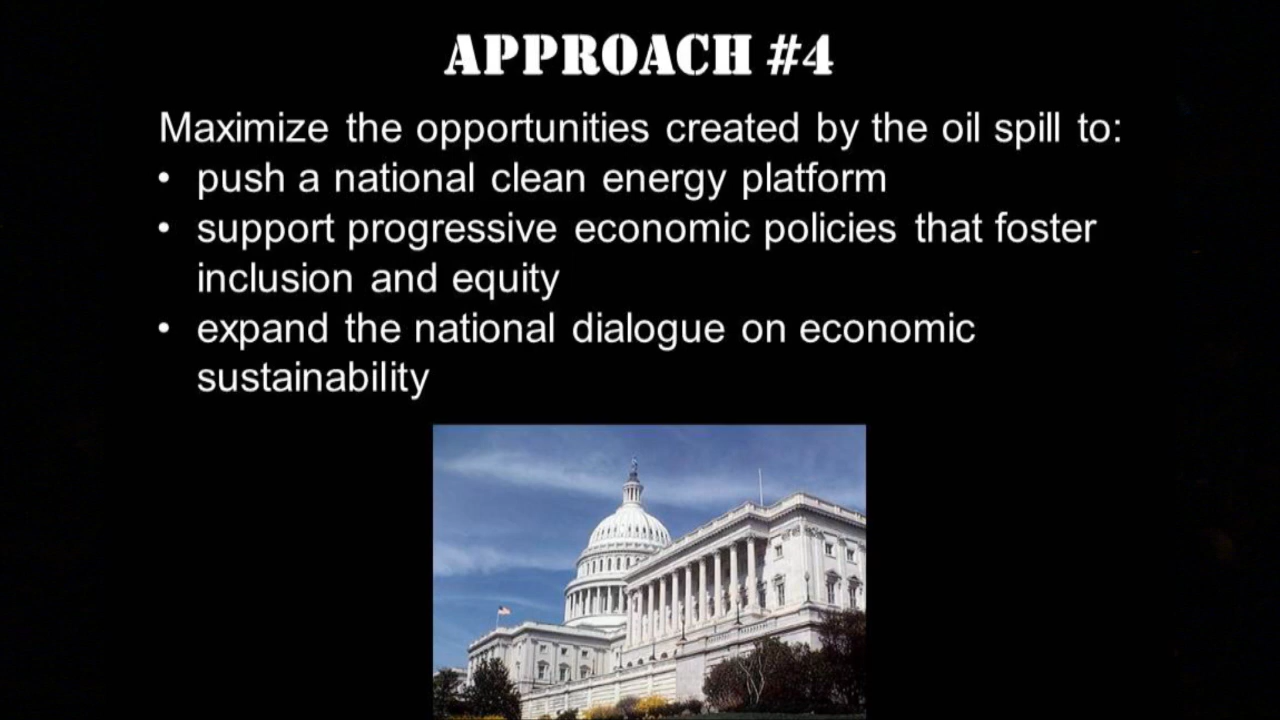 APPROACH #4
Maximize the opportunities created by the oil spill to:
• push a national clean energy platform
• support progressive economic policies that foster
inclusion and equity
• expand the national dialogue on economic
sustainability